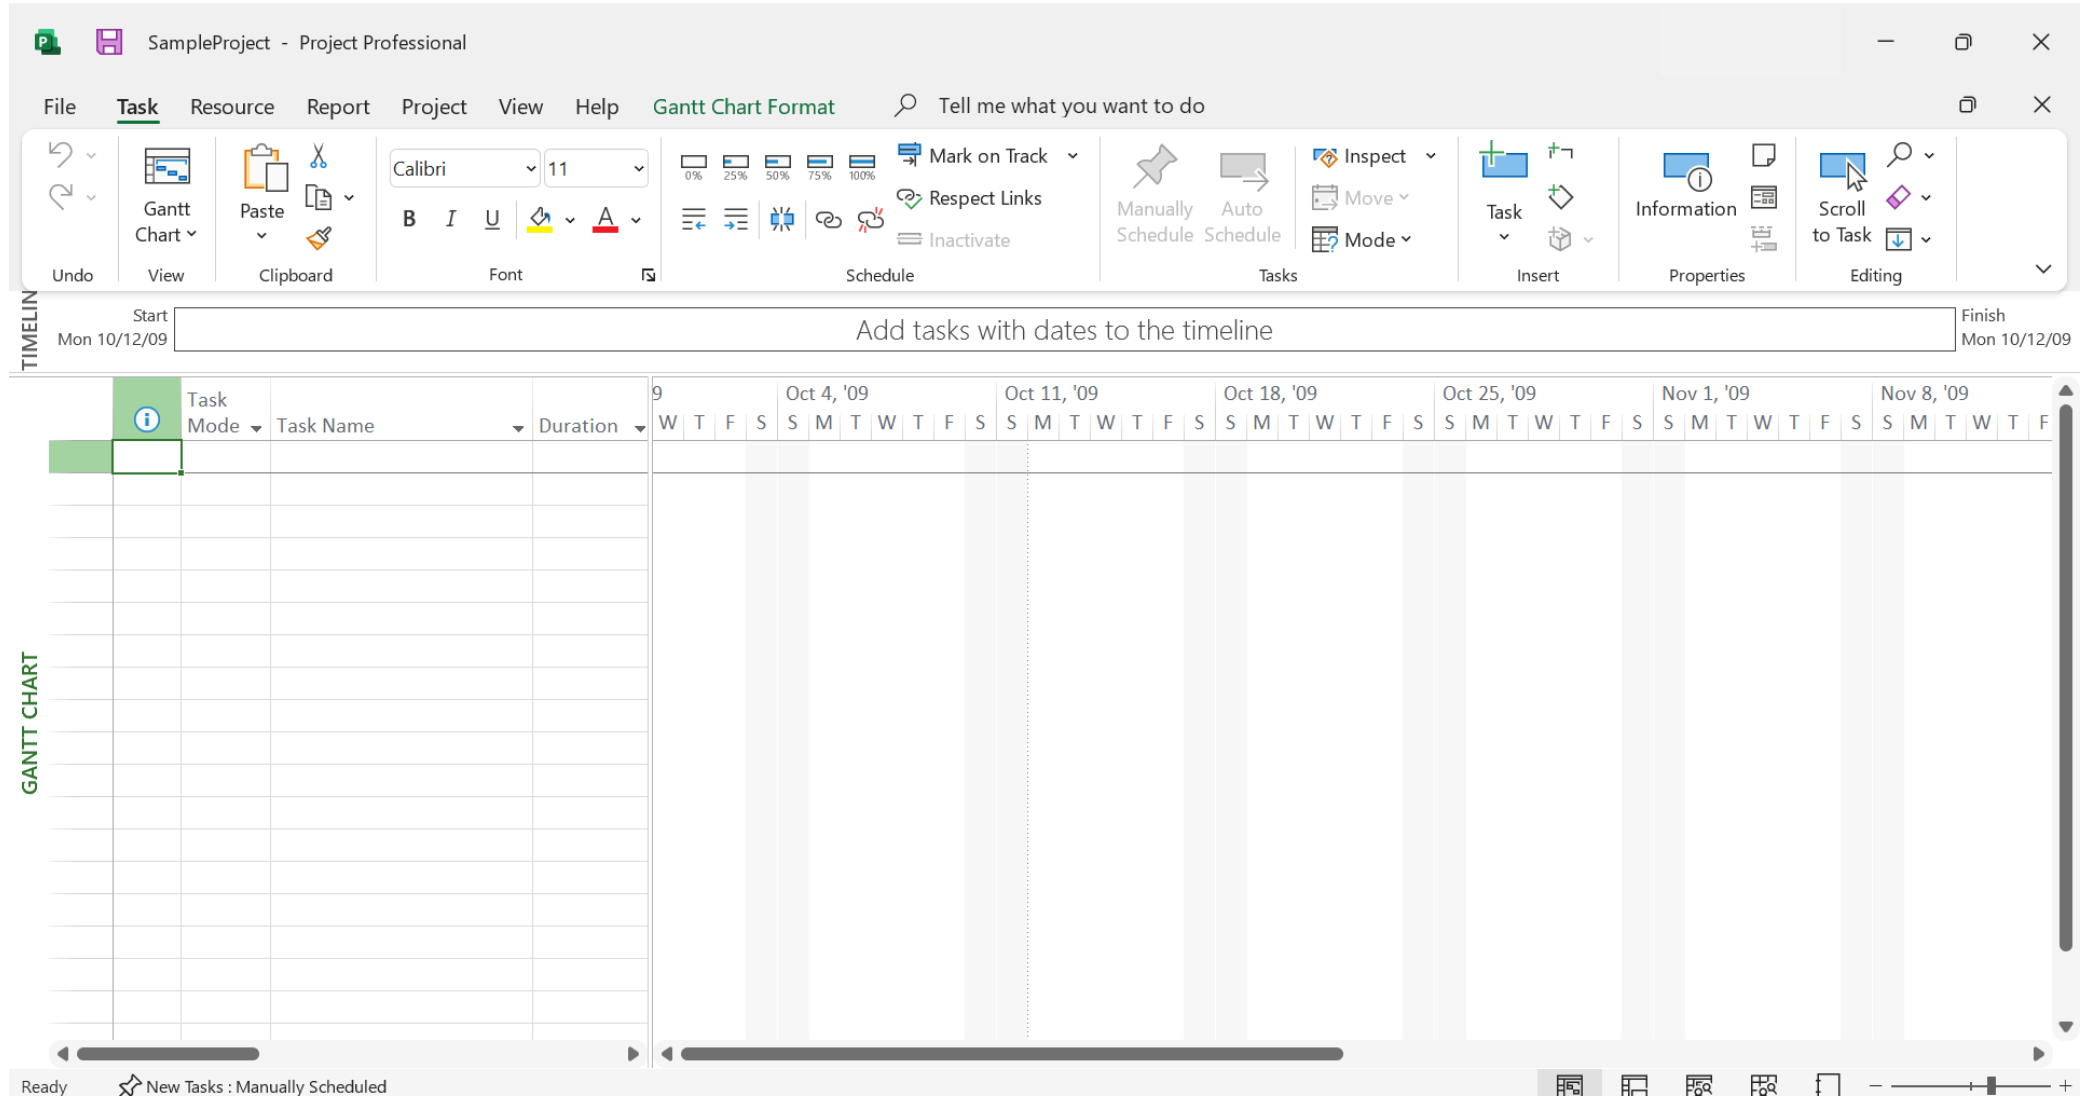 SampleProject - Project Professional
File Task Resource Report Project View Help Gantt Chart Format Tell me what you want to do
Gantt Chart
Paste
Calibri 11
B I U A
0% 25% 50% 75% 100%
Mark on Track
Respect Links
Inactivate
Manually Schedule
Auto Schedule
Inspect
Move
Mode
Task
Information
Scroll to Task
Undo View Clipboard Font Schedule Tasks Insert Properties Editing
TIMELIN
Start
Mon 10/12/09
Add tasks with dates to the timeline
Finish
Mon 10/12/09
Task Mode Task Name Duration
9 Oct 4, '09 Oct 11, '09 Oct 18, '09 Oct 25, '09 Nov 1, '09 Nov 8, '09
W T F S S M T W T F S S M T W T F S S M T W T F S S M T W T F S S M T W T F S S M T W T F
GANTT CHART
Ready New Tasks : Manually Scheduled